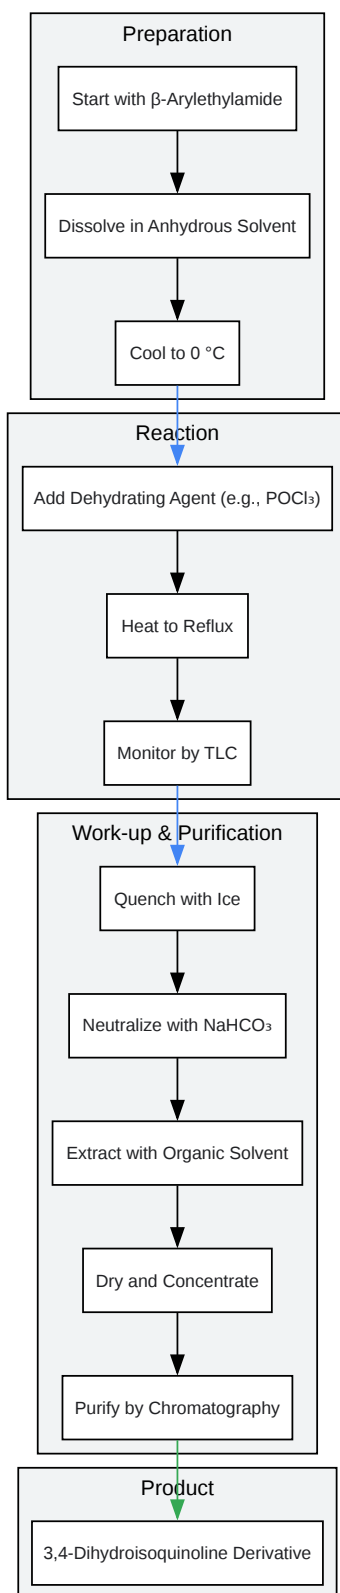 Preparation
Start with β-Arylethylamide
Dissolve in Anhydrous Solvent
Cool to 0 °C
Reaction
Add Dehydrating Agent (e.g., POCl₃)
Heat to Reflux
Monitor by TLC
Work-up & Purification
Quench with Ice
Neutralize with NaHCO₃
Extract with Organic Solvent
Dry and Concentrate
Purify by Chromatography
Product
3,4-Dihydroisoquinoline Derivative